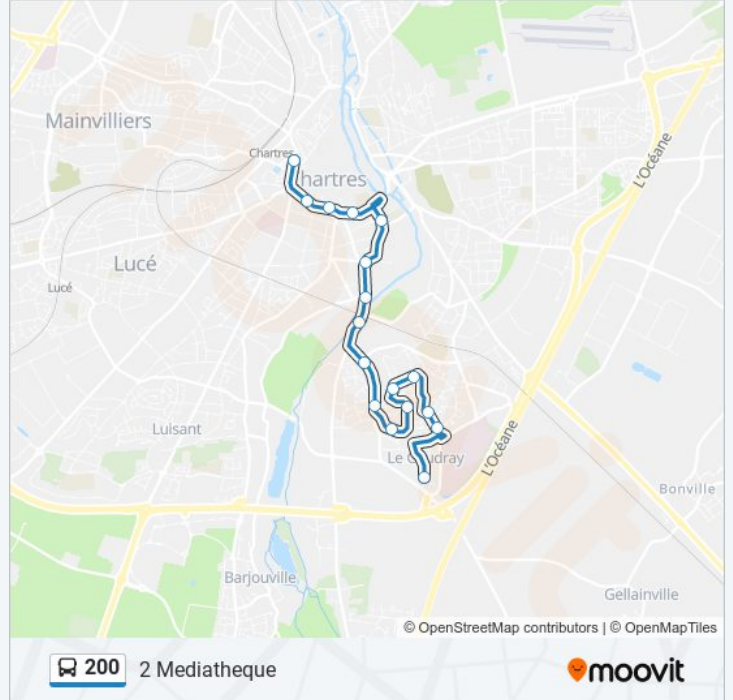 Mainvilliers
L'Océane
Chartres
hartres
Lucé
Lucé
Luisant
L'Océane
Le Coudray
Bonville
Barjouville
Gellainville
© OpenStreetMap contributors | © OpenMapTiles
200 2 Mediatheque moovit